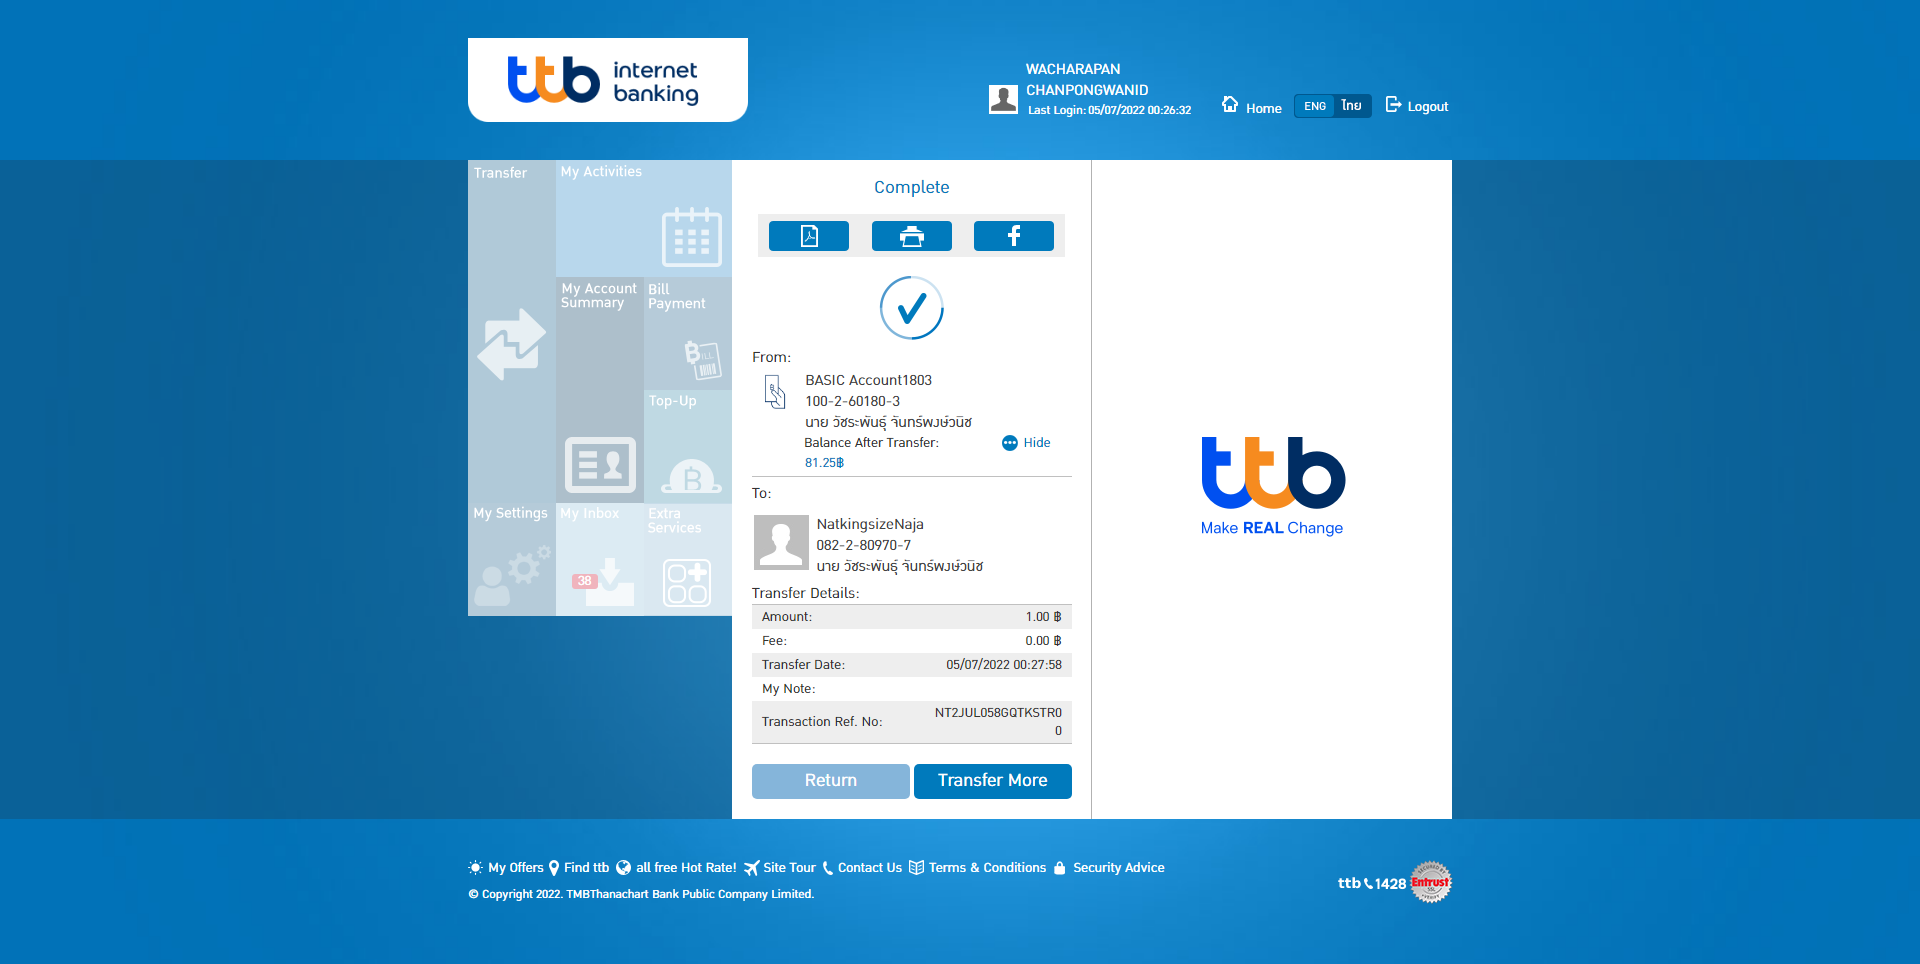 ttb internet
banking
WACHARAPAN
CHANPONGWANID
Last Login: 05/07/2022 00:26:32
Home
ENG ไทย
Logout
Transfer
My Activities
My Account
Summary
Bill
Payment
BILL
Top-Up
B
My Settings
My Inbox
38
Extra
Services
Complete
From:
BASIC Account1803
100-2-60180-3
นาย วัชระพันธุ์ จันทร์พงษ์วนิช
Balance After Transfer:
Hide
81.25฿
To:
NatkingsizeNaja
082-2-80970-7
นาย วัชระพันธุ์ จันทร์พงษ์วนิช
Transfer Details:
Amount: 1.00 ฿
Fee: 0.00 ฿
Transfer Date: 05/07/2022 00:27:58
My Note:
Transaction Ref. No: NT2JUL058GQTKSTR0
0
Return
Transfer More
ttb
Make REAL Change
My Offers Find ttb all free Hot Rate! Site Tour Contact Us Terms & Conditions Security Advice
© Copyright 2022. TMBThanachart Bank Public Company Limited.
ttb 1428
SECURED BY
Entrust
SSL